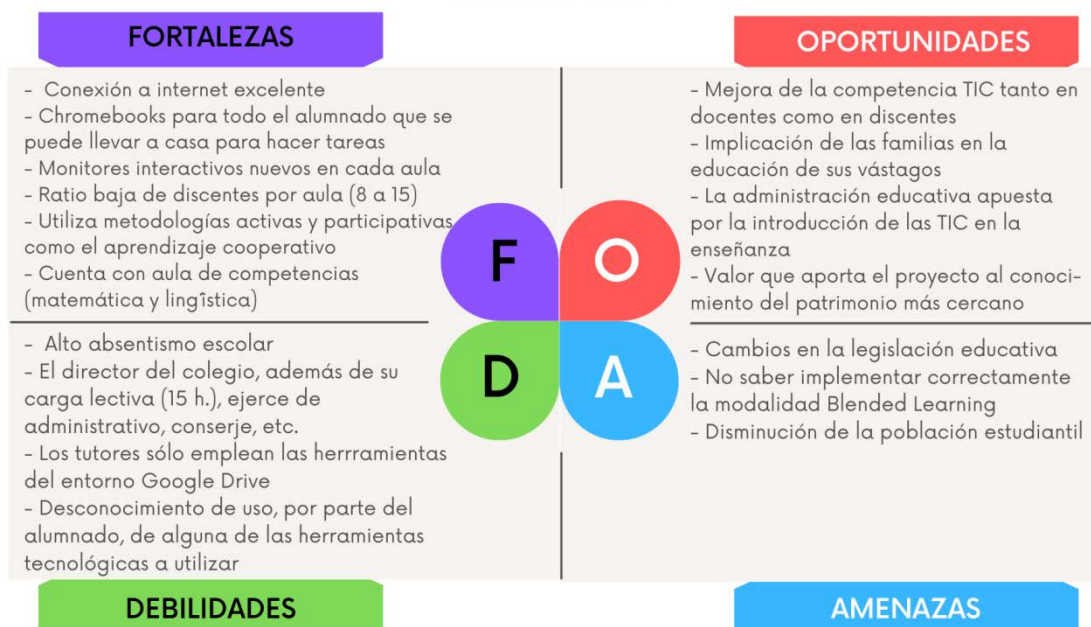 FORTALEZAS
- Conexión a internet excelente
- Chromebooks para todo el alumnado que se
puede llevar a casa para hacer tareas
- Monitores interactivos nuevos en cada aula
- Ratio baja de discentes por aula (8 a 15)
- Utiliza metodologías activas y participativas
como el aprendizaje cooperativo
- Cuenta con aula de competencias
(matemática y lingîstica)
OPORTUNIDADES
- Mejora de la competencia TIC tanto en
docentes como en discentes
- Implicación de las familias en la
educación de sus vástagos
- La administración educativa apuesta
por la introducción de las TIC en la
enseñanza
- Valor que aporta el proyecto al conoci-
miento del patrimonio más cercano
F
O
D
A
- Alto absentismo escolar
- El director del colegio, además de su
carga lectiva (15 h.), ejerce de
administrativo, conserje, etc.
- Los tutores sólo emplean las herrramientas
del entorno Google Drive
- Desconocimiento de uso, por parte del
alumnado, de alguna de las herramientas
tecnológicas a utilizar
DEBILIDADES
- Cambios en la legislación educativa
- No saber implementar correctamente
la modalidad Blended Learning
- Disminución de la población estudiantil
AMENAZAS